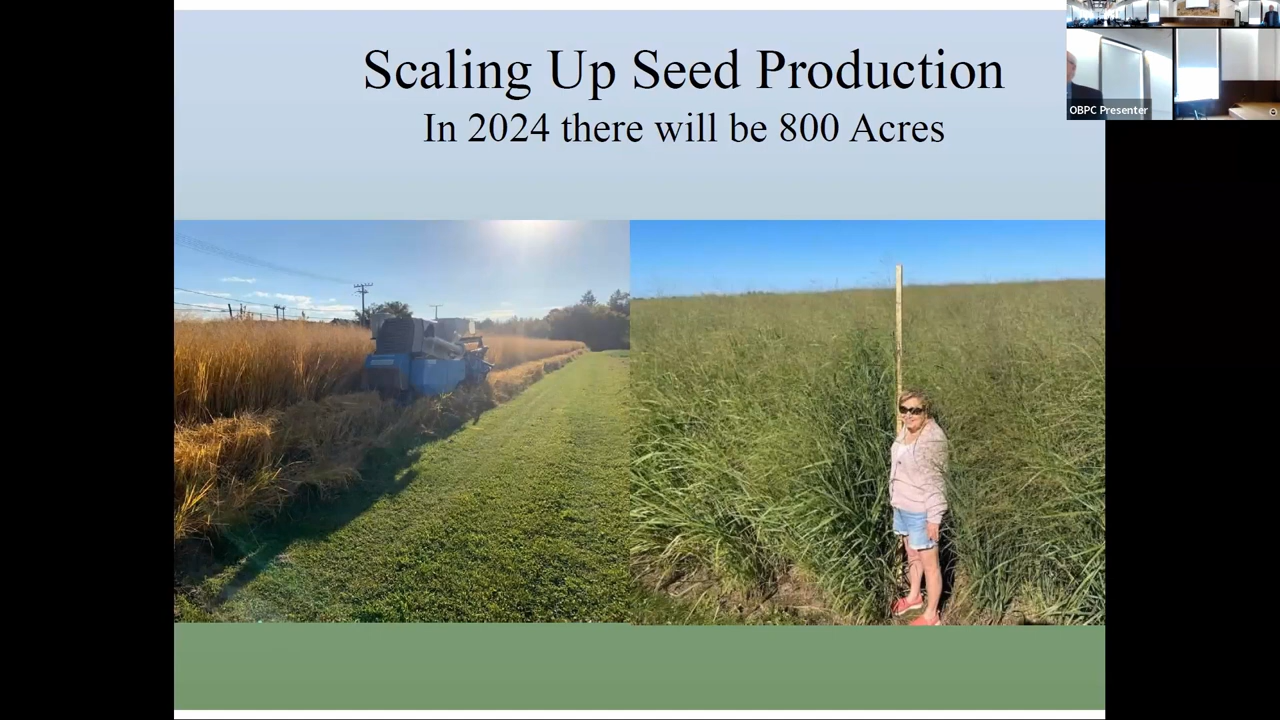 Scaling Up Seed Production
In 2024 there will be 800 Acres
OBPC Presenter